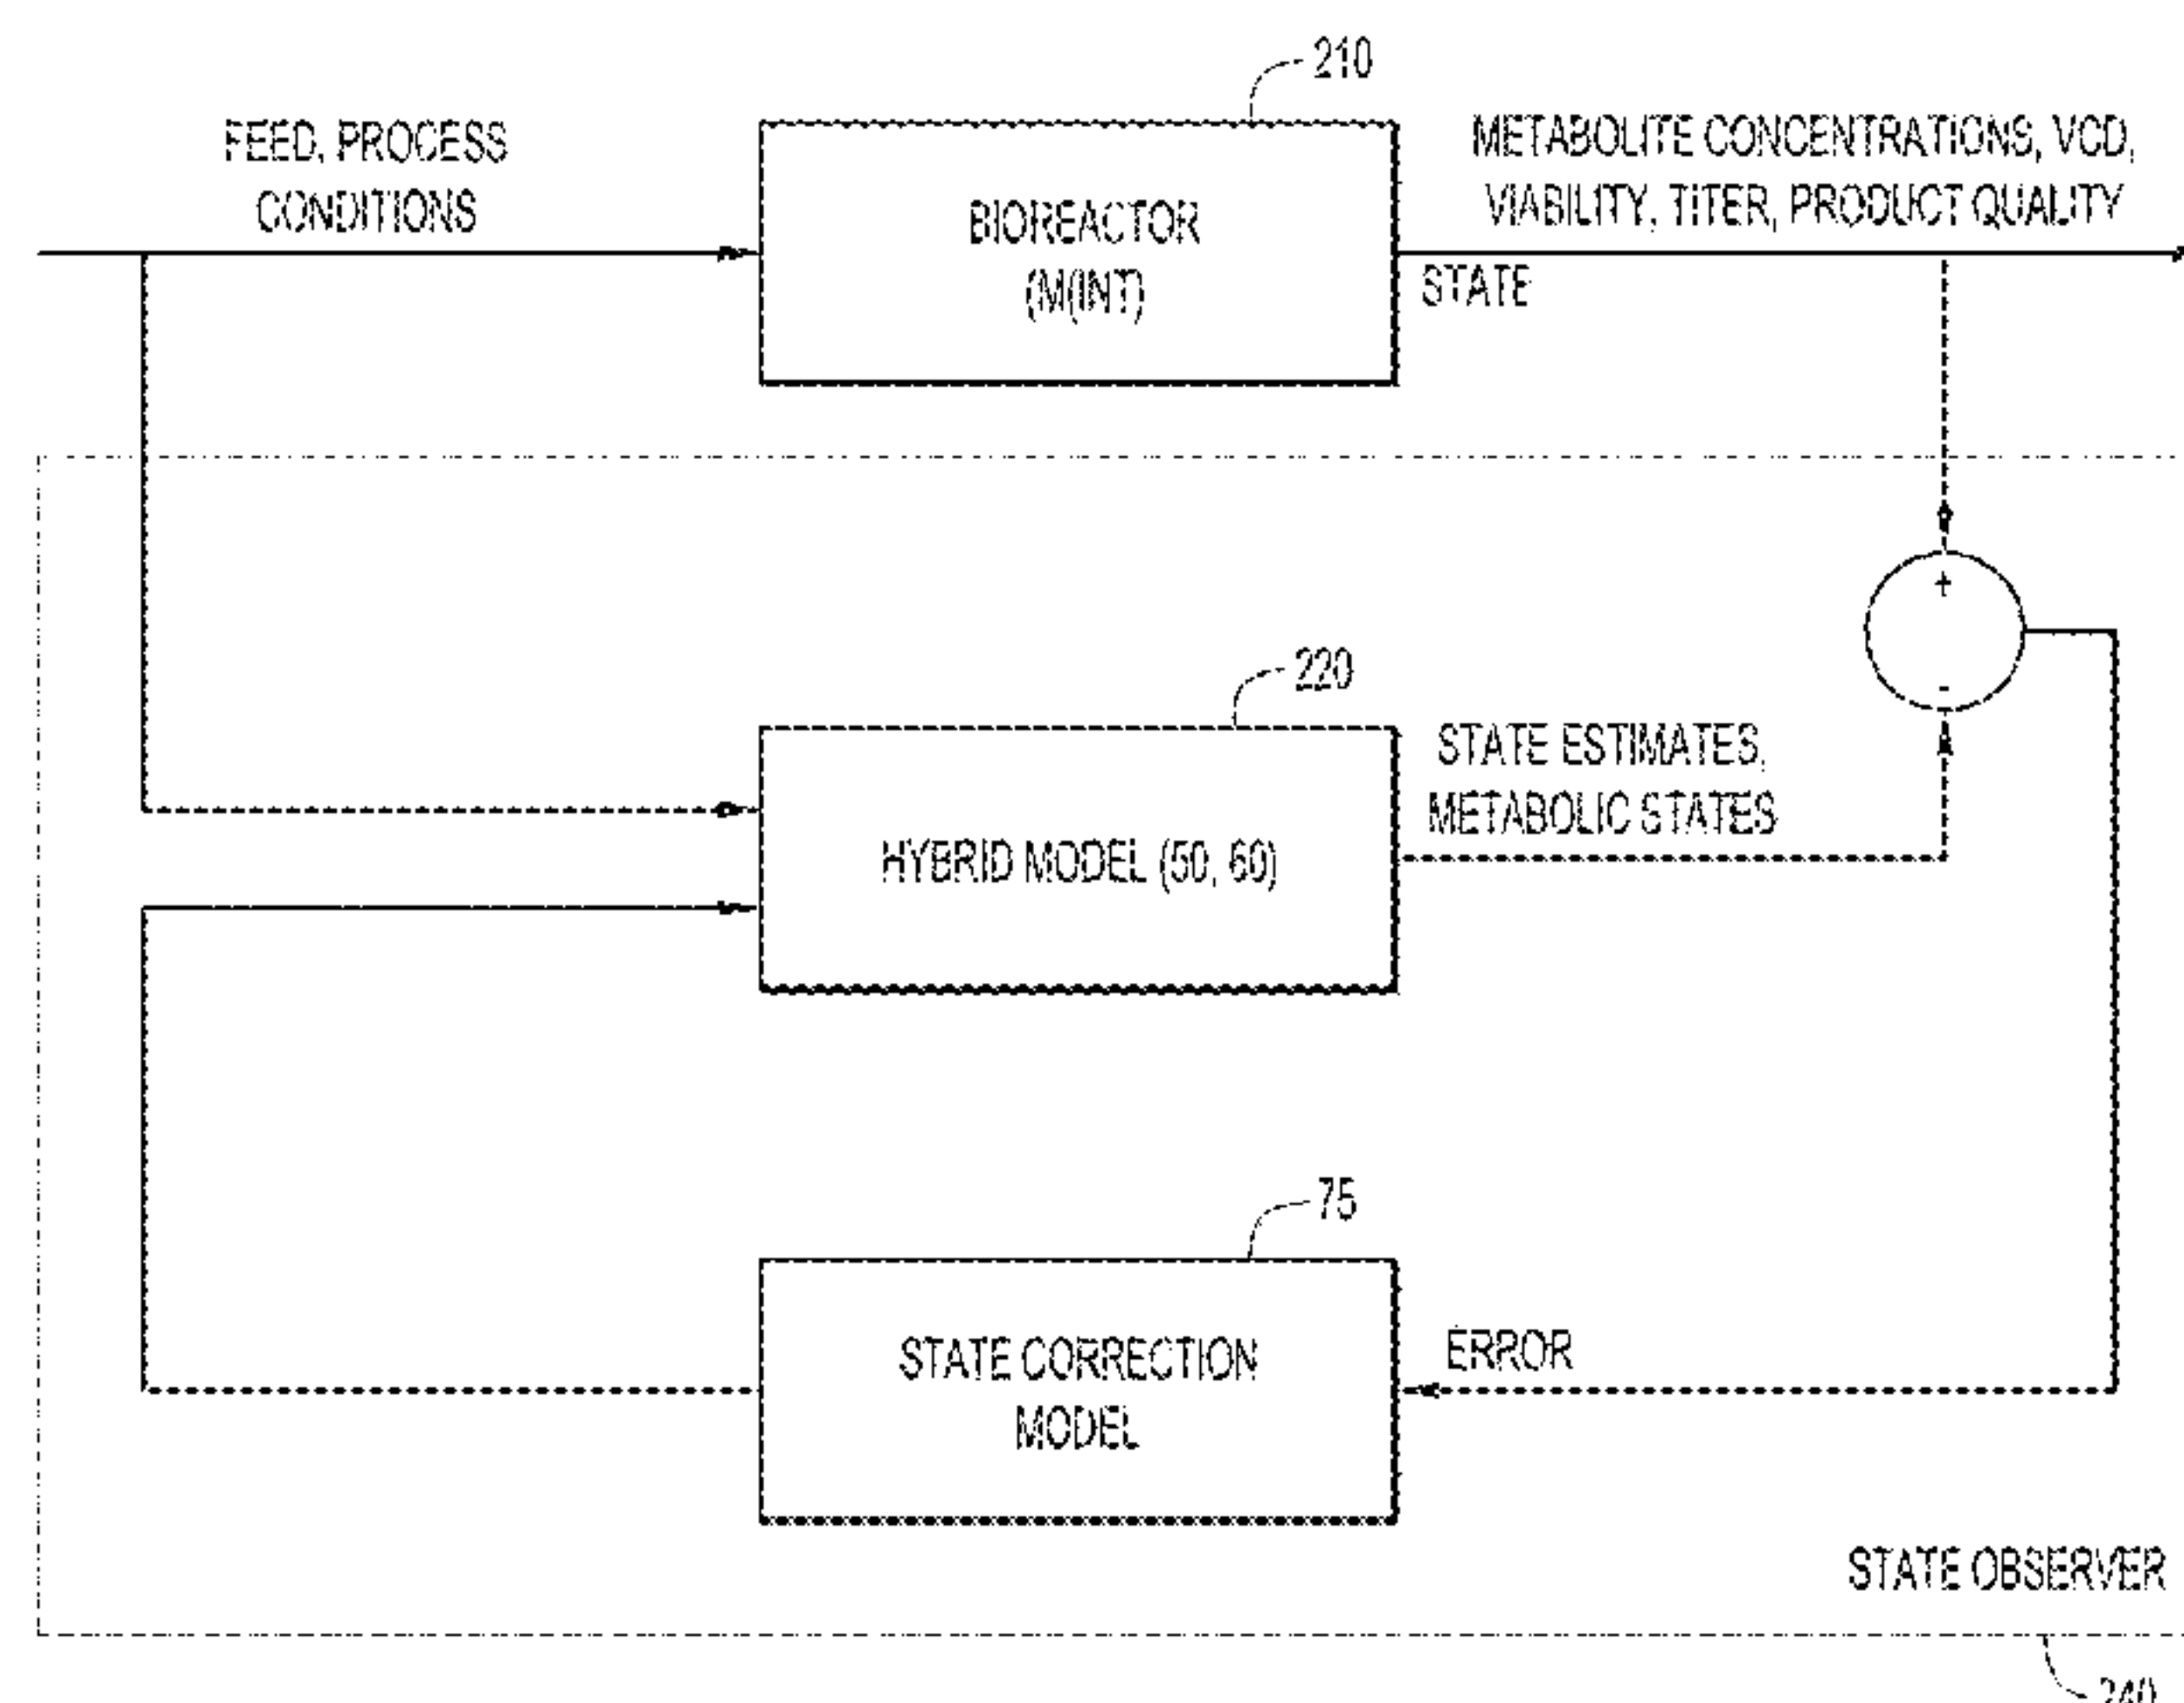 210
FEED, PROCESS
CONDITIONS
BIOREACTOR
(M(INT)
METABOLITE CONCENTRATIONS, VCD,
VIABILITY, TITER, PRODUCT QUALITY
STATE
+
-
220
HYBRID MODEL (50, 60)
STATE ESTIMATES,
METABOLIC STATES
75
STATE CORRECTION
MODEL
ERROR
STATE OBSERVER
240